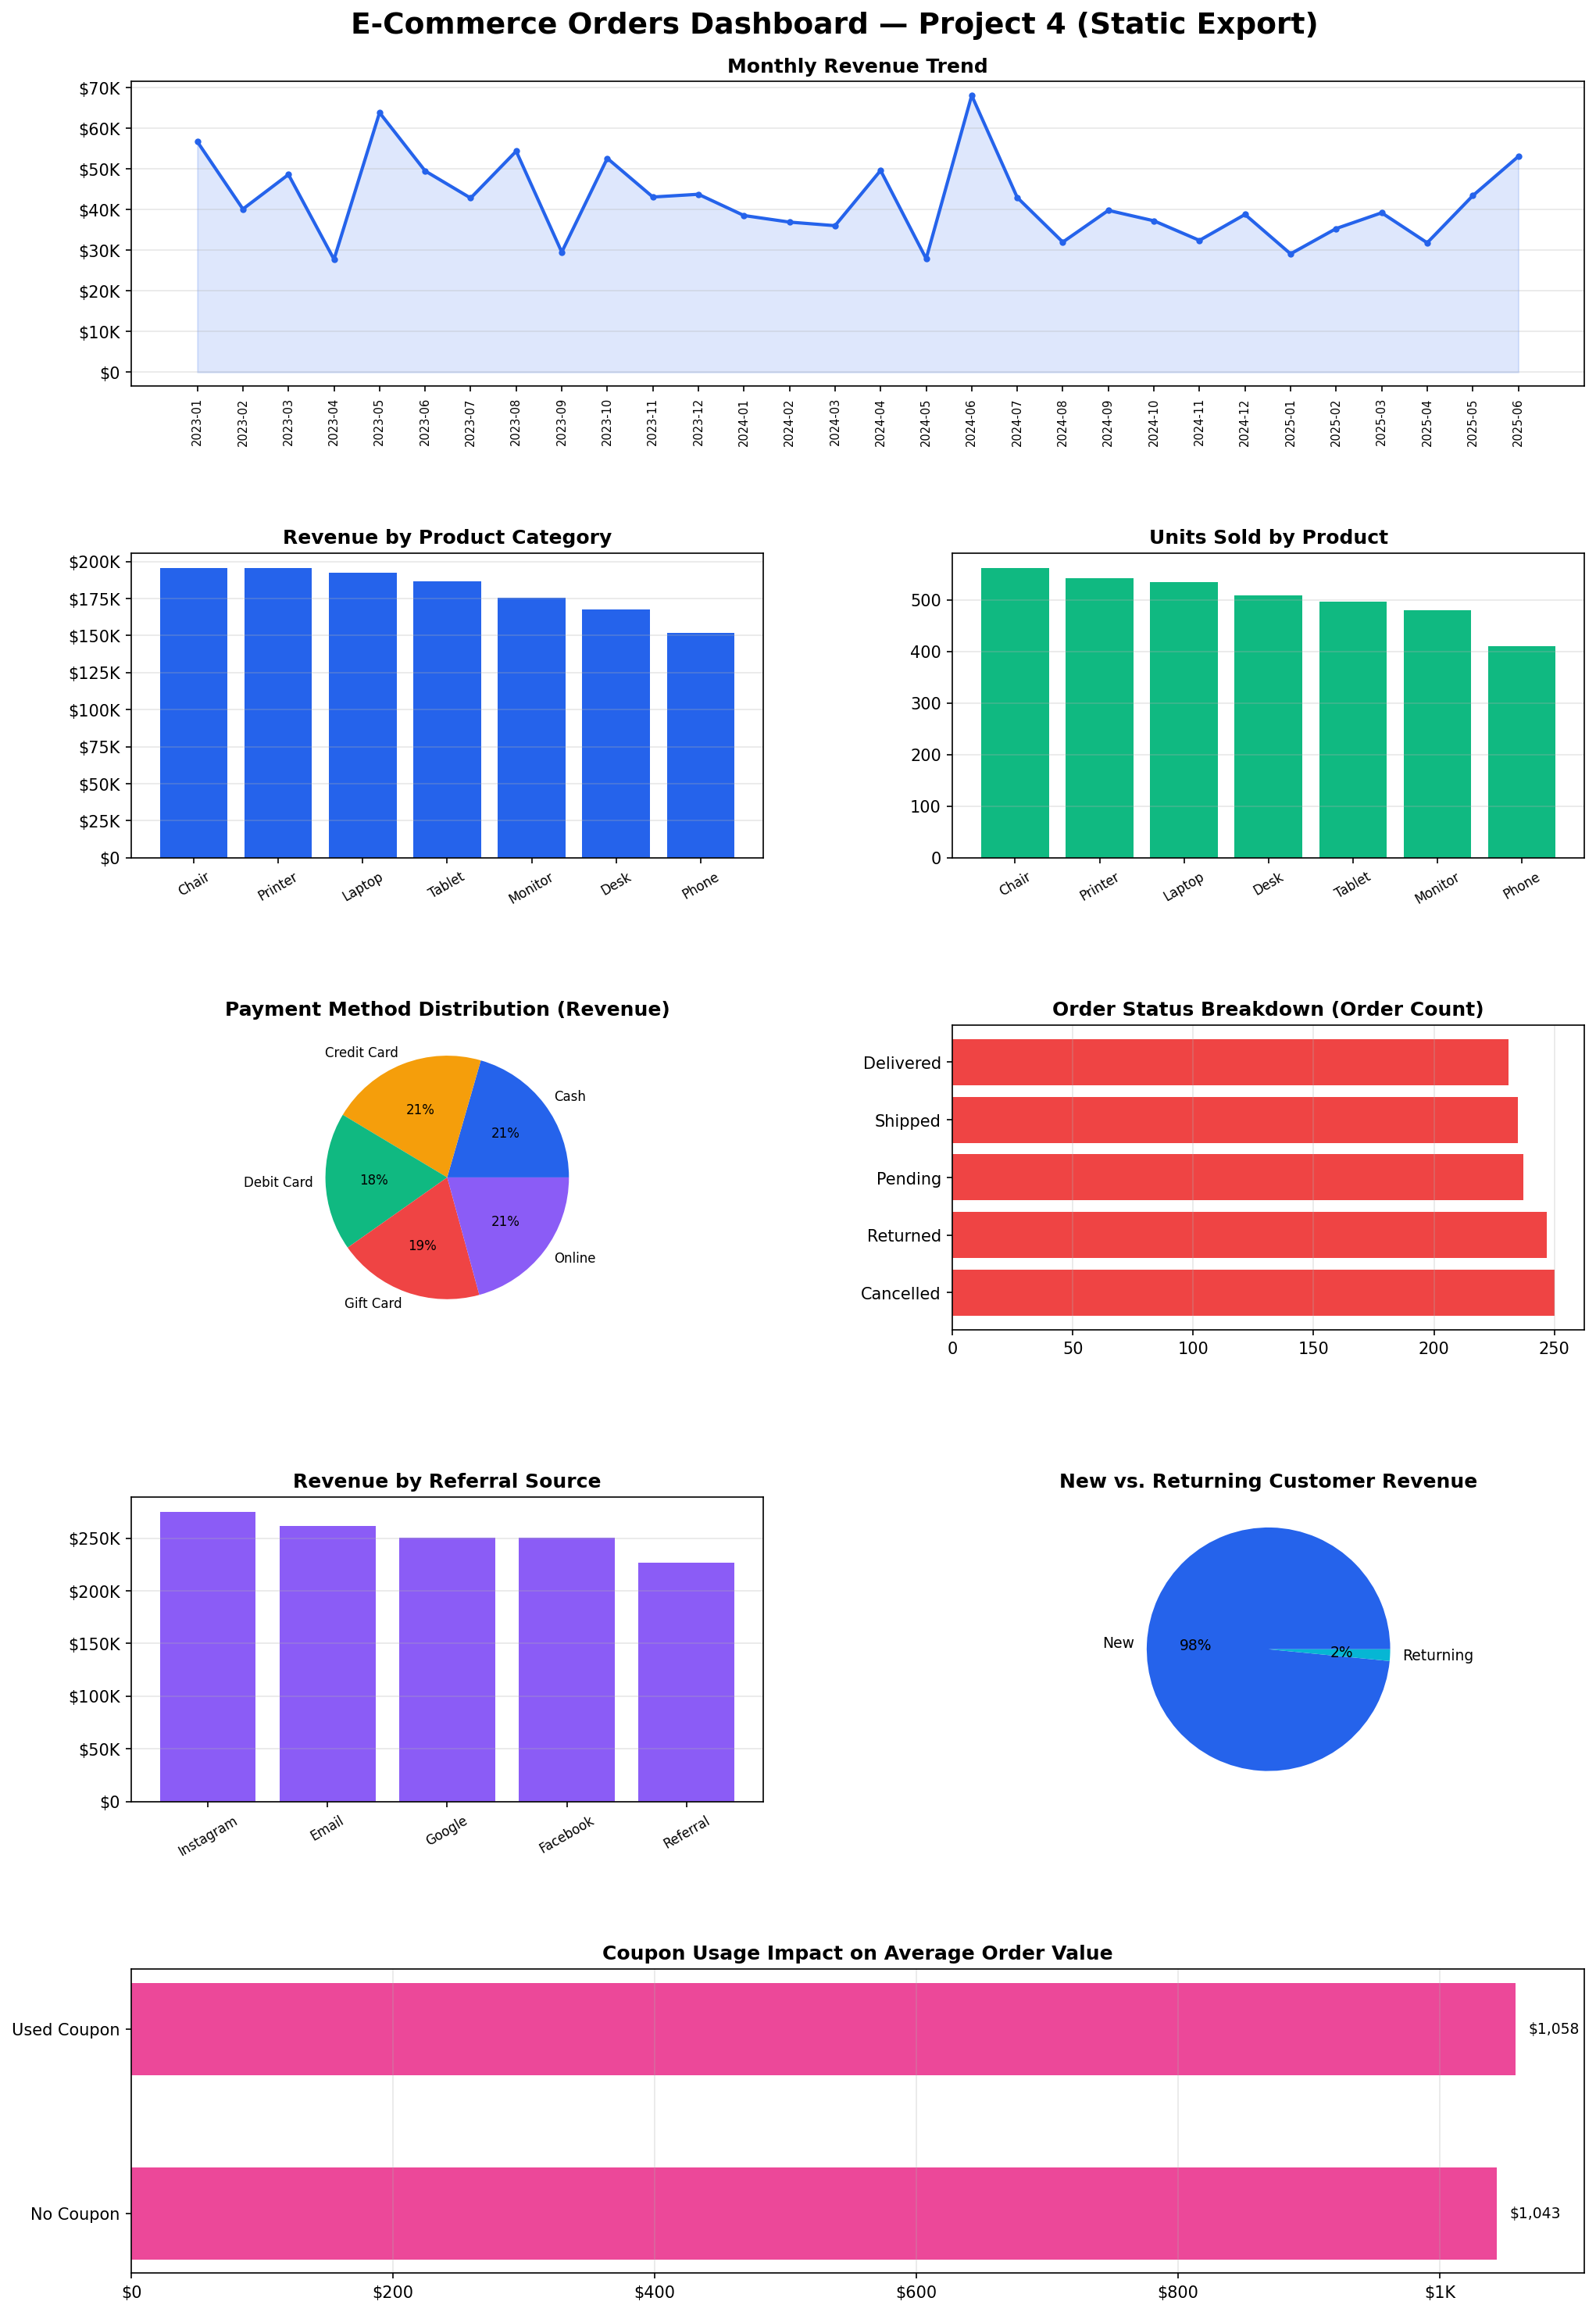 E-Commerce Orders Dashboard — Project 4 (Static Export)
Monthly Revenue Trend
$70K
$60K
$50K
$40K
$30K
$20K
$10K
$0
2023-01
2023-02
2023-03
2023-04
2023-05
2023-06
2023-07
2023-08
2023-09
2023-10
2023-11
2023-12
2024-01
2024-02
2024-03
2024-04
2024-05
2024-06
2024-07
2024-08
2024-09
2024-10
2024-11
2024-12
2025-01
2025-02
2025-03
2025-04
2025-05
2025-06
Revenue by Product Category
$200K
$175K
$150K
$125K
$100K
$75K
$50K
$25K
$0
Chair
Printer
Laptop
Tablet
Monitor
Desk
Phone
Units Sold by Product
500
400
300
200
100
0
Chair
Printer
Laptop
Desk
Tablet
Monitor
Phone
Payment Method Distribution (Revenue)
Credit Card
Cash
21%
21%
Debit Card
18%
21%
19%
Online
Gift Card
Order Status Breakdown (Order Count)
Delivered
Shipped
Pending
Returned
Cancelled
0
50
100
150
200
250
Revenue by Referral Source
$250K
$200K
$150K
$100K
$50K
$0
Instagram
Email
Google
Facebook
Referral
New vs. Returning Customer Revenue
New
98%
2%
Returning
Coupon Usage Impact on Average Order Value
Used Coupon
$1,058
No Coupon
$1,043
$0
$200
$400
$600
$800
$1K